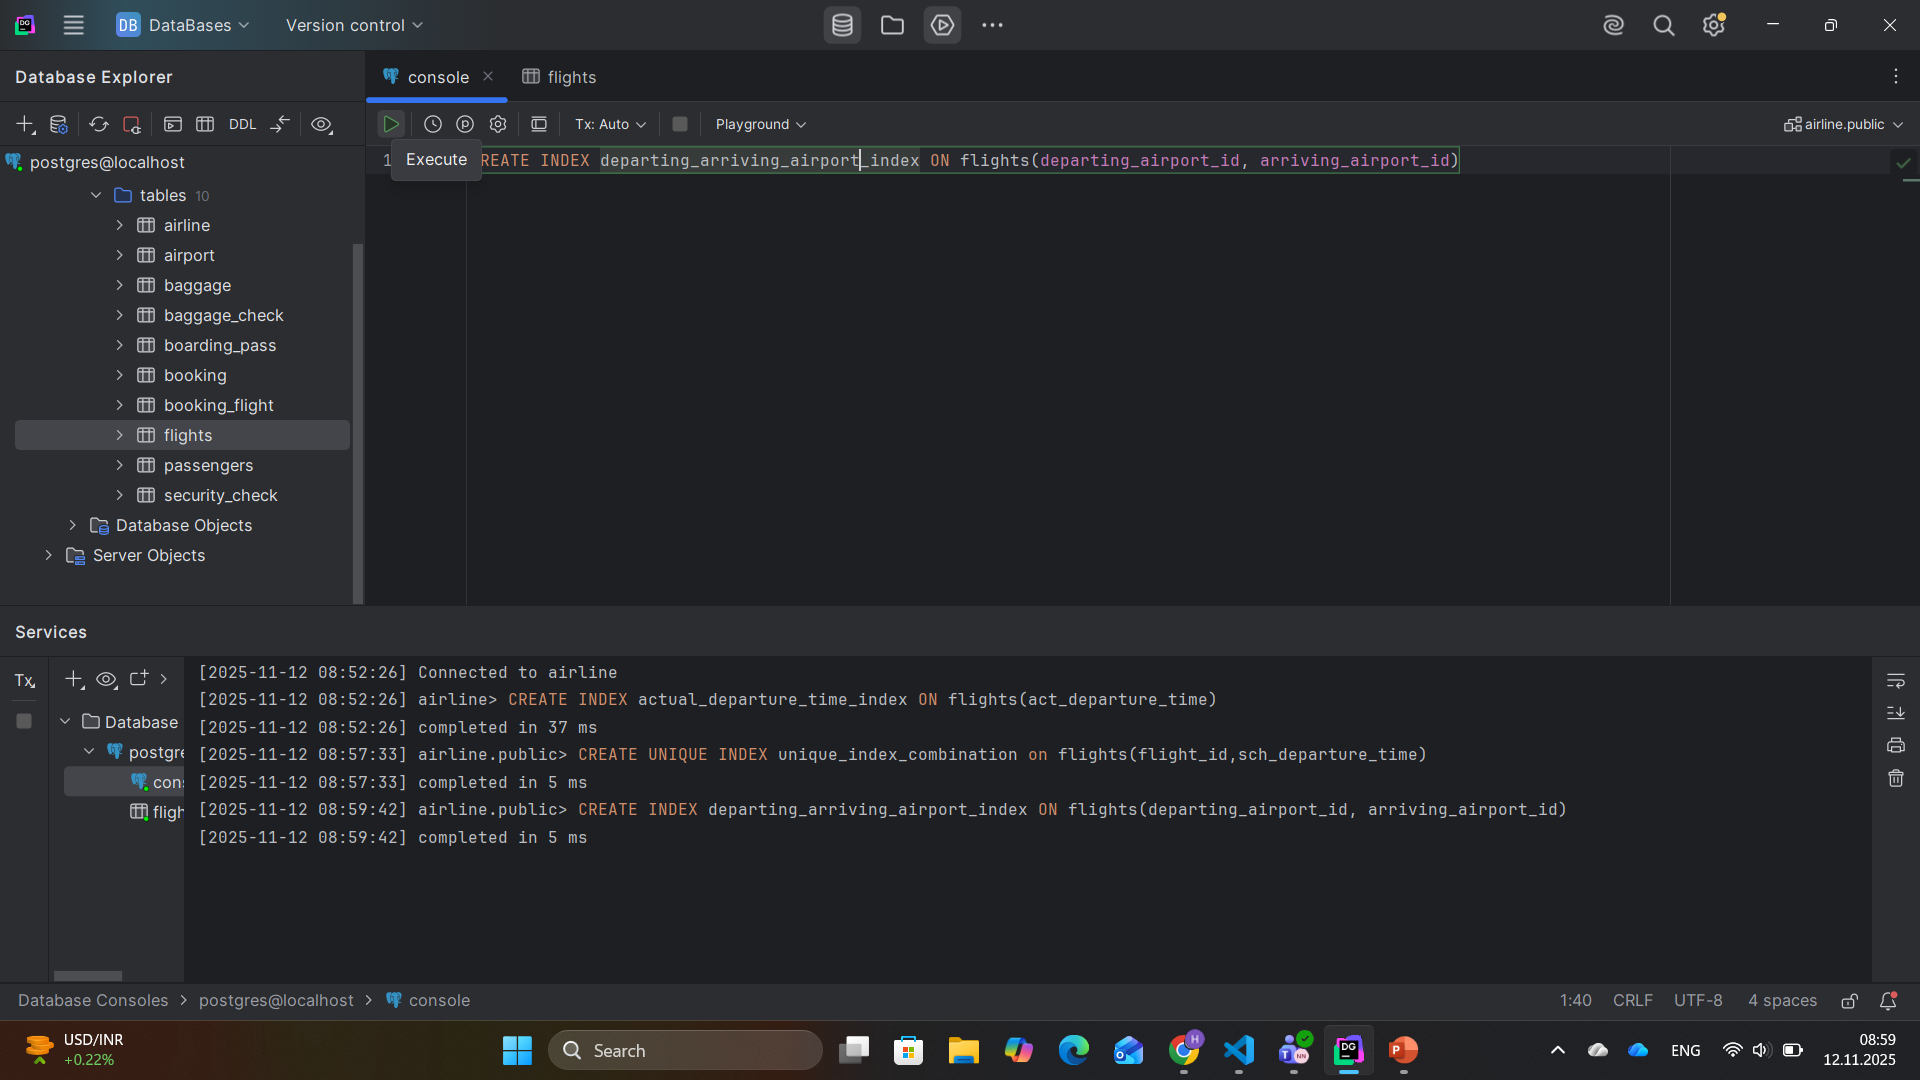 DB DataBases
Version control
Database Explorer
console
flights
DDL
Tx: Auto
Playground
airline.public
postgres@localhost
1
Execute
REATE INDEX departing_arriving_airport_index ON flights(departing_airport_id, arriving_airport_id)
tables 10
airline
airport
baggage
baggage_check
boarding_pass
booking
booking_flight
flights
passengers
security_check
Database Objects
Server Objects
Services
Tx
Database
postgre
con
fligh
[2025-11-12 08:52:26] Connected to airline
[2025-11-12 08:52:26] airline> CREATE INDEX actual_departure_time_index ON flights(act_departure_time)
[2025-11-12 08:52:26] completed in 37 ms
[2025-11-12 08:57:33] airline.public> CREATE UNIQUE INDEX unique_index_combination on flights(flight_id,sch_departure_time)
[2025-11-12 08:57:33] completed in 5 ms
[2025-11-12 08:59:42] airline.public> CREATE INDEX departing_arriving_airport_index ON flights(departing_airport_id, arriving_airport_id)
[2025-11-12 08:59:42] completed in 5 ms
Database Consoles > postgres@localhost > console
1:40 CRLF UTF-8 4 spaces
USD/INR
+0.22%
Search
ENG
08:59
12.11.2025